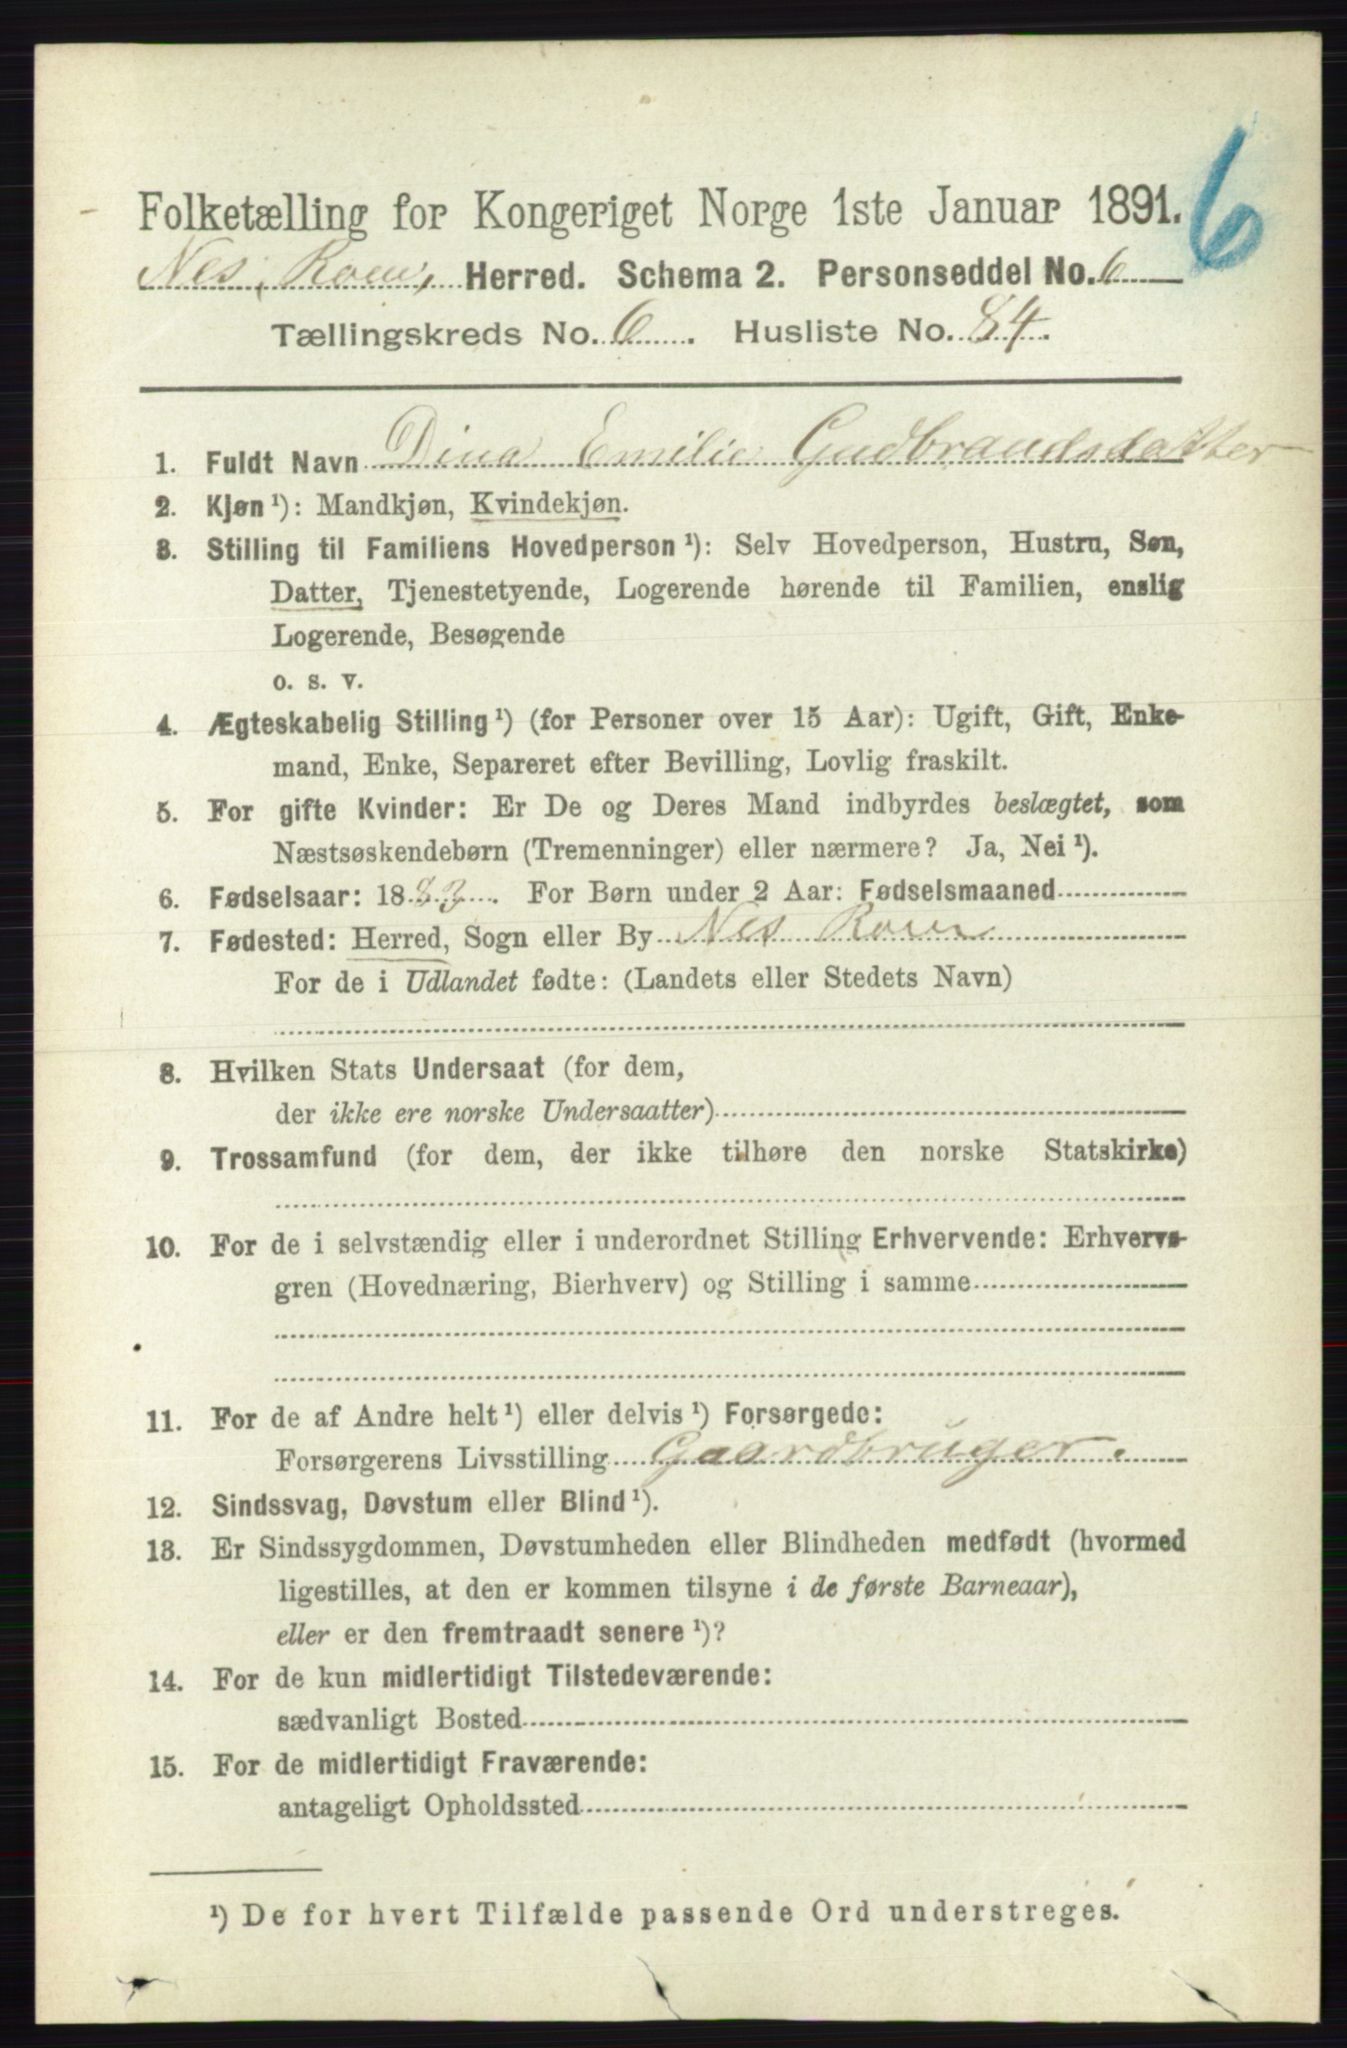 6
Folketælling for Kongeriget Norge 1ste Januar 1891.
Nes, Rom, Herred. Schema 2. Personseddel No. 6
Tællingskreds No. 6. Husliste No. 84.
1. Fuldt Navn Dina Emilie Gudbrandsdatter
2. Kjøn ¹): Mandkjøn, Kvindekjøn.
3. Stilling til Familiens Hovedperson ¹): Selv Hovedperson, Hustru, Søn,
Datter, Tjenestetyende, Logerende hørende til Familien, enslig
Logerende, Besøgende
o. s. v.
4. Ægteskabelig Stilling ¹) (for Personer over 15 Aar): Ugift, Gift, Enke-
mand, Enke, Separeret efter Bevilling, Lovlig fraskilt.
5. For gifte Kvinder: Er De og Deres Mand indbyrdes beslægtet, som
Næstsøskendebørn (Tremenninger) eller nærmere? Ja, Nei ¹).
6. Fødselsaar: 1883. For Børn under 2 Aar: Fødselsmaaned
7. Fødested: Herred, Sogn eller By Nes Rom
For de i Udlandet fødte: (Landets eller Stedets Navn)
8. Hvilken Stats Undersaat (for dem,
der ikke ere norske Undersaatter)
9. Trossamfund (for dem, der ikke tilhøre den norske Statskirke)
10. For de i selvstændig eller i underordnet Stilling Erhvervende: Erhvervs-
gren (Hovednæring, Bierhverv) og Stilling i samme
11. For de af Andre helt ¹) eller delvis ¹) Forsørgede:
Forsørgerens Livsstilling Gaardbruger.
12. Sindssvag, Døvstum eller Blind ¹).
13. Er Sindssygdommen, Døvstumheden eller Blindheden medfødt (hvormed
ligestilles, at den er kommen tilsyne i de første Barneaar),
eller er den fremtraadt senere ¹)?
14. For de kun midlertidigt Tilstedeværende:
sædvanligt Bosted
15. For de midlertidigt Fraværende:
antageligt Opholdssted
¹) De for hvert Tilfælde passende Ord understreges.